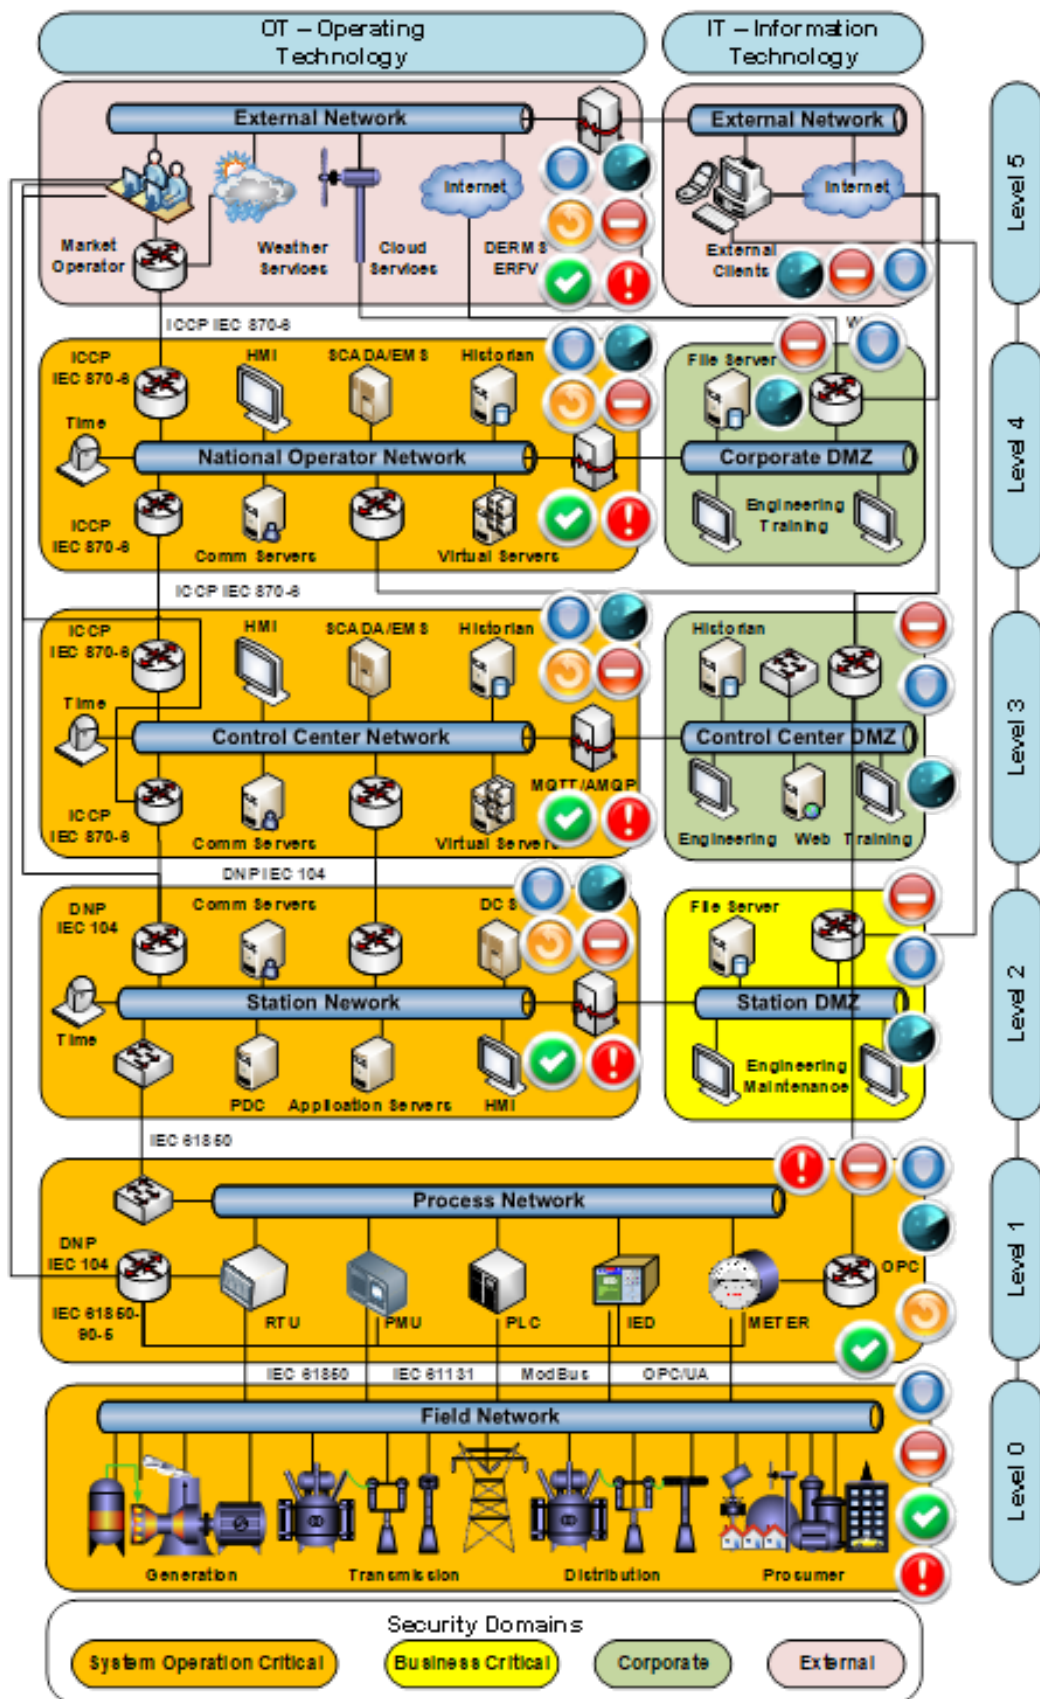 OT – Operating
Technology
IT – Information
Technology
External Network
External Network
Internet
Internet
Market
Operator
Weather
Services
Cloud
Services
DERMS
ERFV
External
Clients
Level 5
ICCP IEC 870-6
ICCP
IEC 870-6
HMI
SCADA/EMS
Historian
File Server
Time
National Operator Network
Corporate DMZ
ICCP
IEC 870-6
Comm Servers
Virtual Servers
Engineering
Training
Level 4
ICCP IEC 870-6
ICCP
IEC 870-6
HMI
SCADA/EMS
Historian
Historian
Time
Control Center Network
Control Center DMZ
MQTT/AMQP
ICCP
IEC 870-6
Comm Servers
Virtual Servers
Engineering
Web
Training
Level 3
DNP IEC 104
DNP
IEC 104
Comm Servers
File Server
Station Nework
Station DMZ
Time
PDC
Application Servers
HMI
Engineering
Maintenance
Level 2
IEC 61850
Process Network
DNP
IEC 104
OPC
IEC 61850-
90-5
RTU
PMU
PLC
IED
METER
Level 1
IEC 61850
IEC 61131
ModBus
OPC/UA
Field Network
Generation
Transmission
Distribution
Prosumer
Level 0
Security Domains
System Operation Critical
Business Critical
Corporate
External